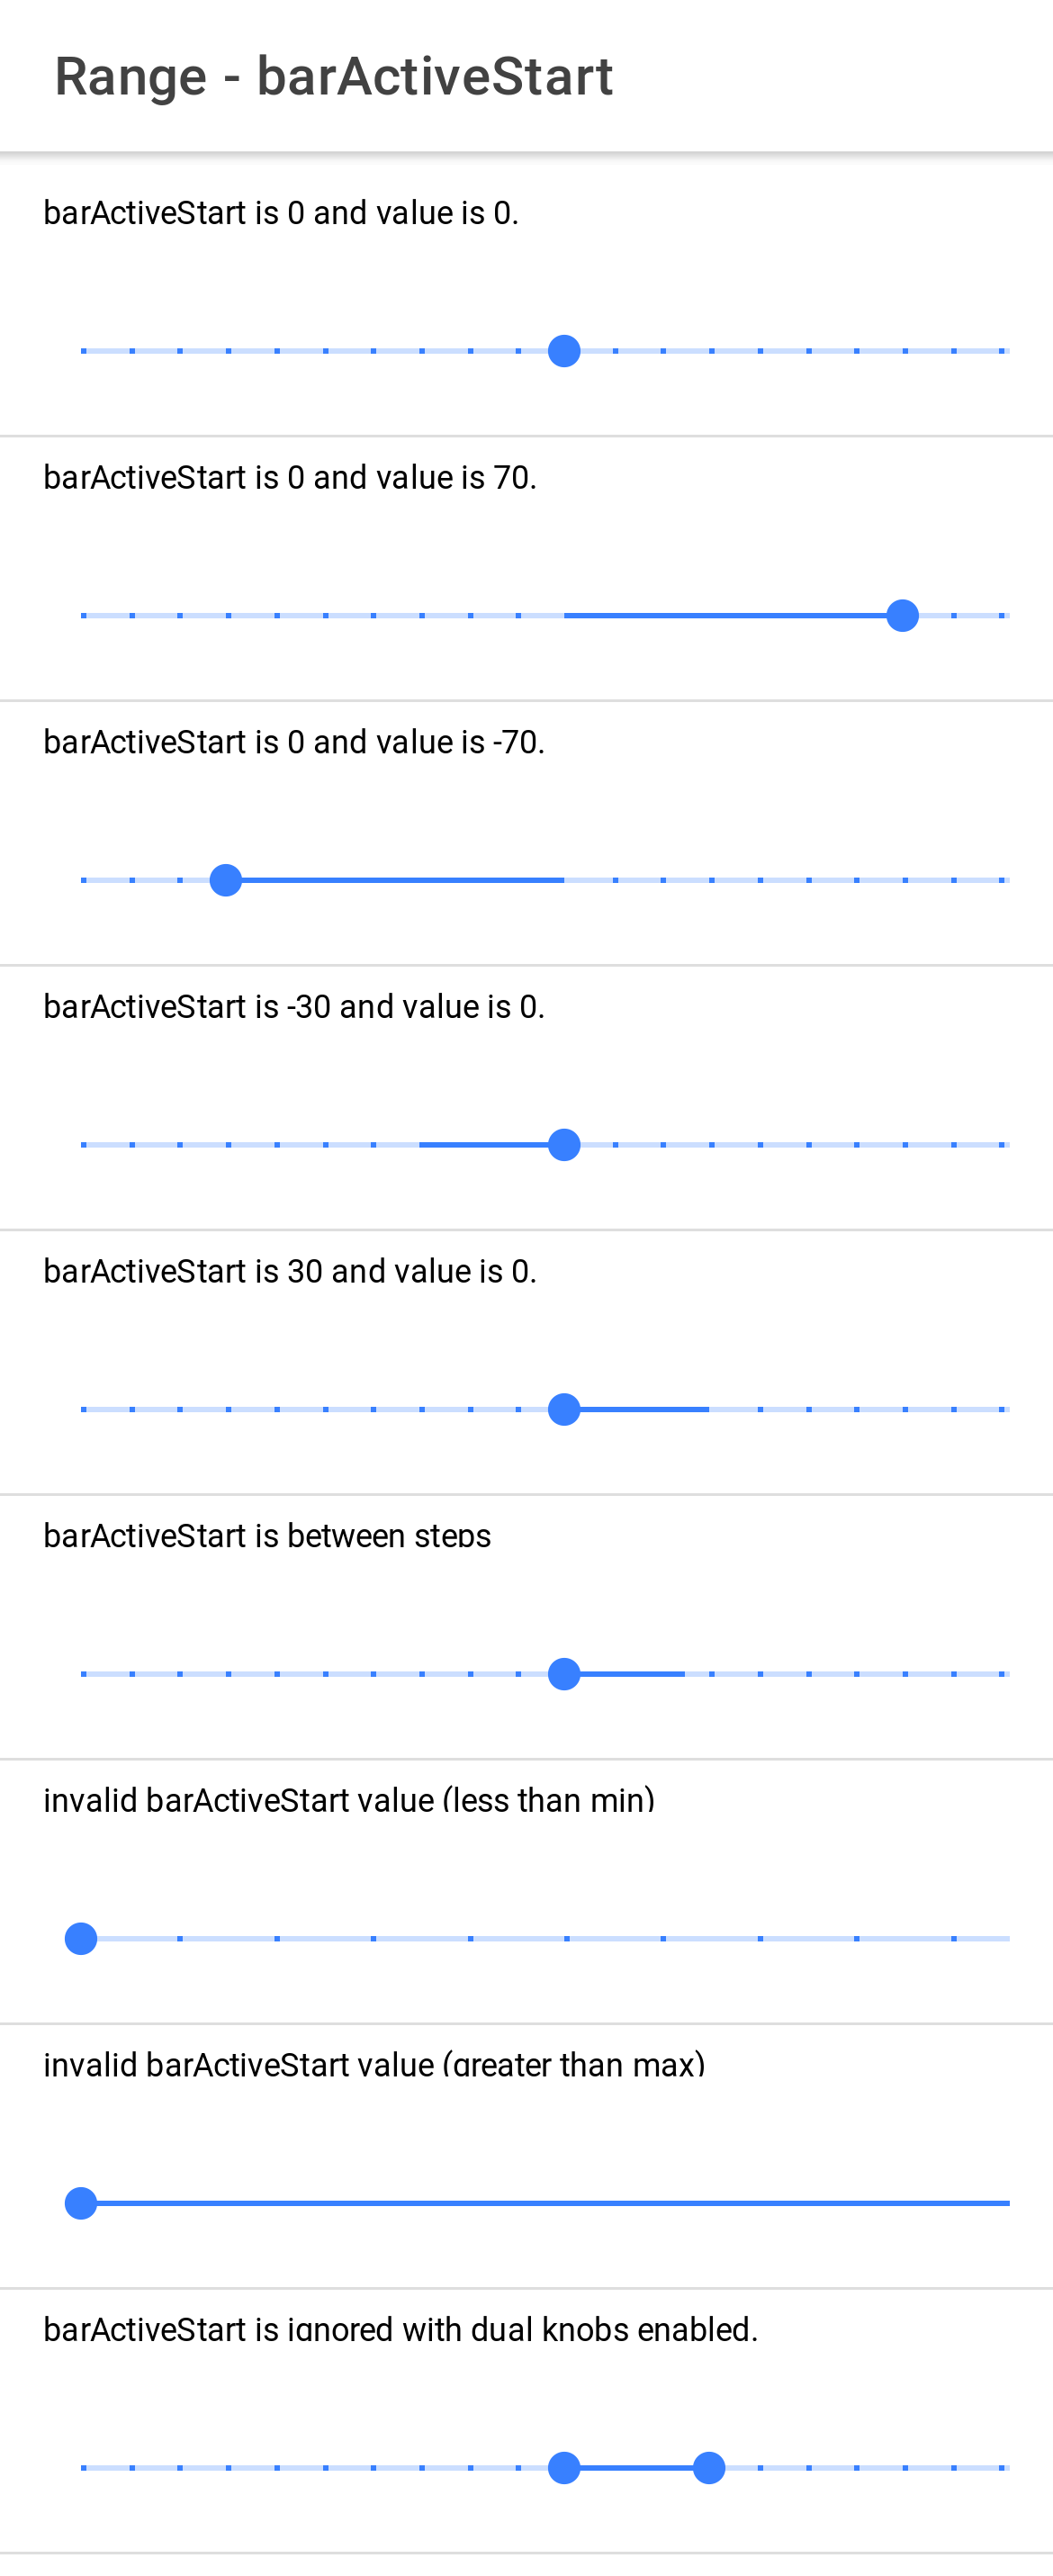 Range - barActiveStart
barActiveStart is 0 and value is 0.
barActiveStart is 0 and value is 70.
barActiveStart is 0 and value is -70.
barActiveStart is -30 and value is 0.
barActiveStart is 30 and value is 0.
barActiveStart is between steps
invalid barActiveStart value (less than min)
invalid barActiveStart value (greater than max)
barActiveStart is ignored with dual knobs enabled.